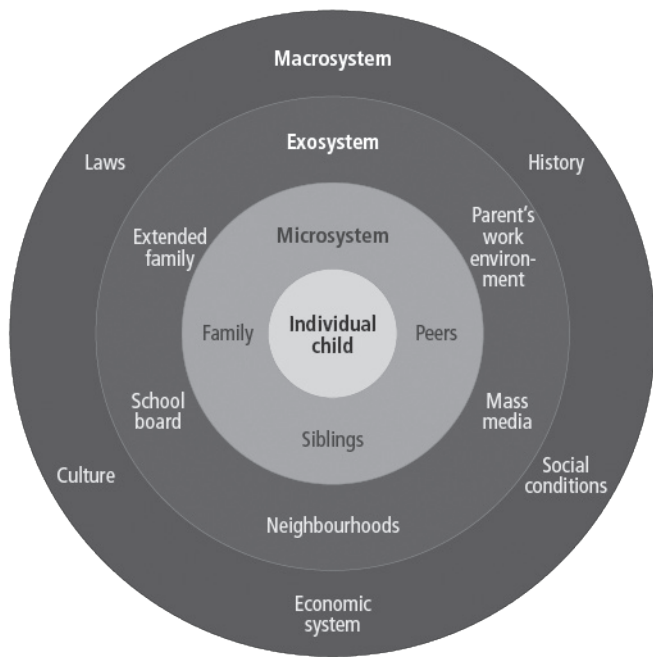 Macrosystem
Exosystem
Laws
History
Parent's
work
environ-
ment
Extended
family
Microsystem
Individual
child
Family
Peers
School
board
Mass
media
Siblings
Culture
Social
conditions
Neighbourhoods
Economic
system